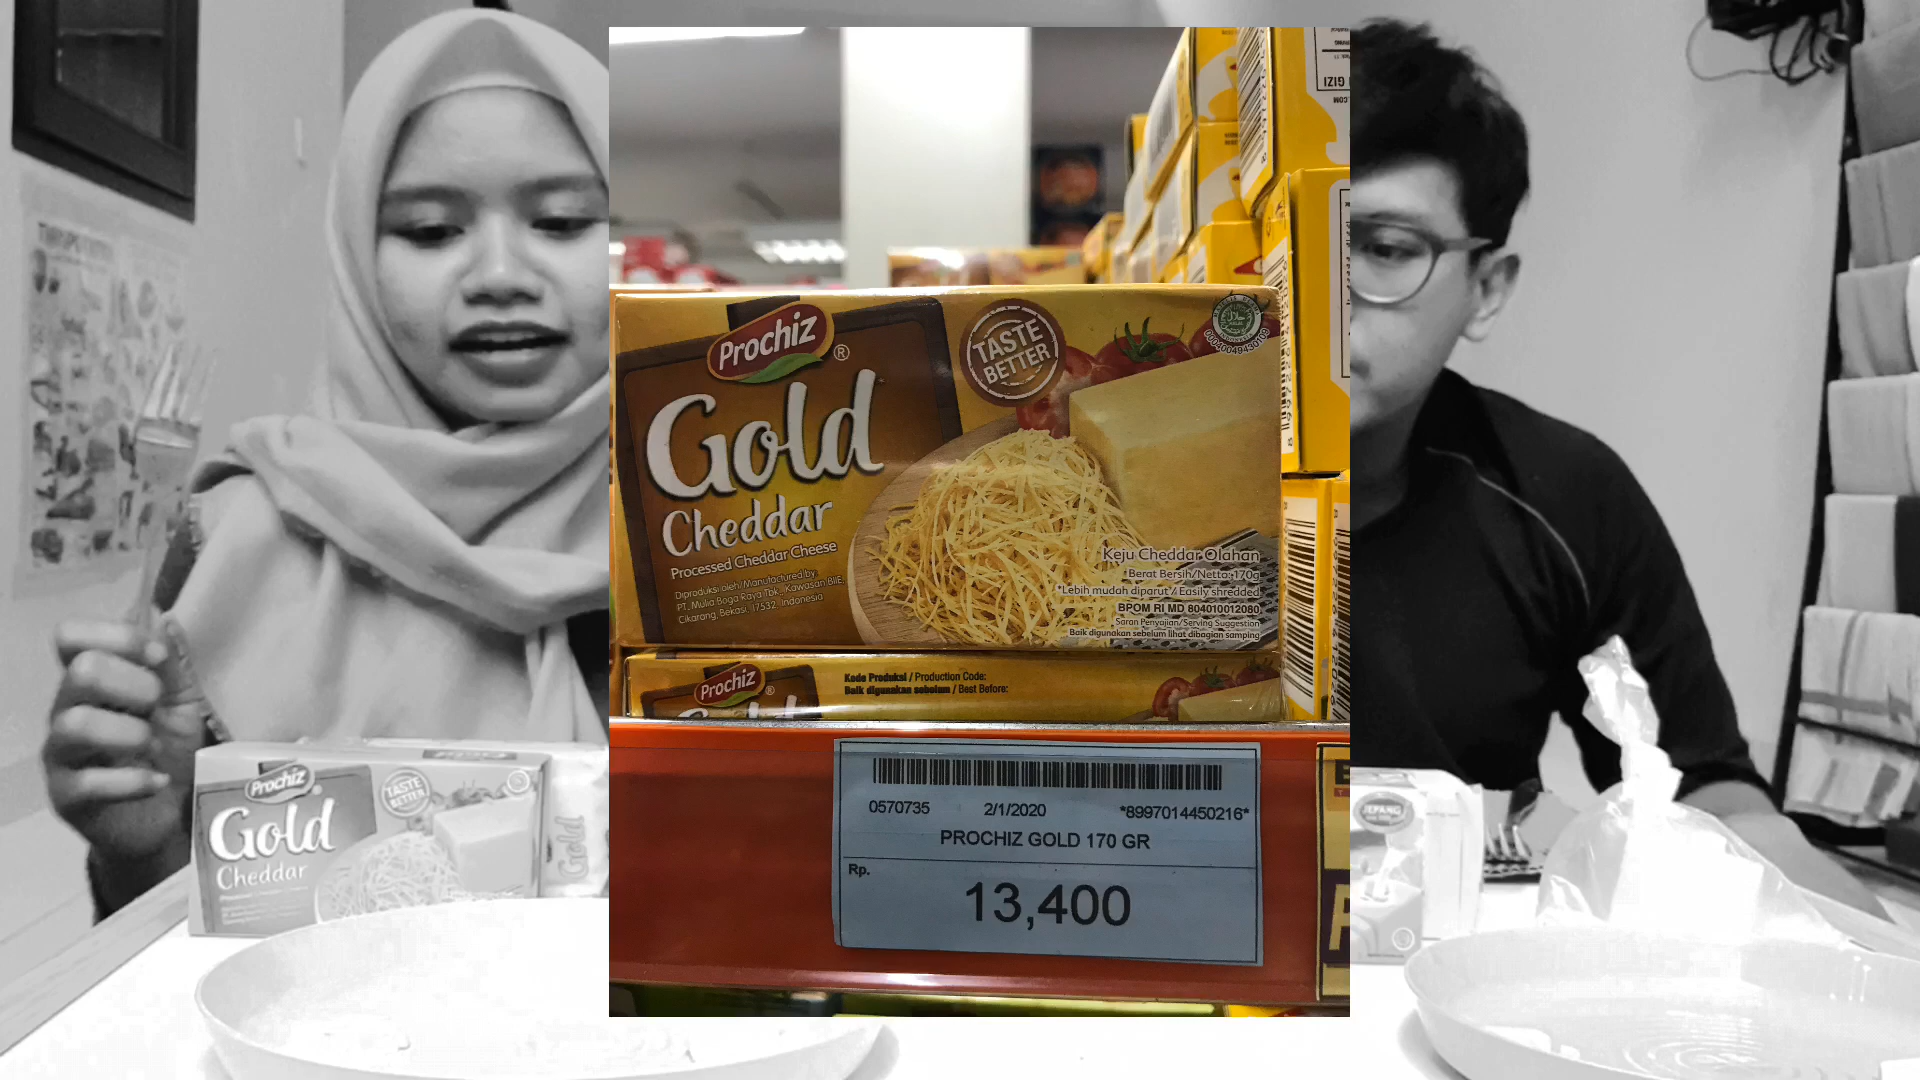 Prochiz
®
Gold
Cheddar
Processed Cheddar Cheese
Diproduksi oleh/Manufactured by:
PT. Mulia Boga Raya Tbk., Kawasan BIIE,
Cikarang, Bekasi, 17532, Indonesia
TASTE
BETTER
00040049430109
Keju Cheddar Olahan
Berat Bersih/Netto: 170g
*Lebih mudah diparut / Easily shredded
BPOM RI MD 804010012080
Saran Penyajian/Serving Suggestion
Baik digunakan sebelum lihat dibagian samping
GIZI
.COM
Prochiz
®
Kode Produksi / Production Code:
Baik digunakan sebelum / Best Before:
0570735 2/1/2020 *8997014450216*
PROCHIZ GOLD 170 GR
Rp.
13,400
Prochiz
Gold
Cheddar
TASTE
BETTER
Gold
JEPANG